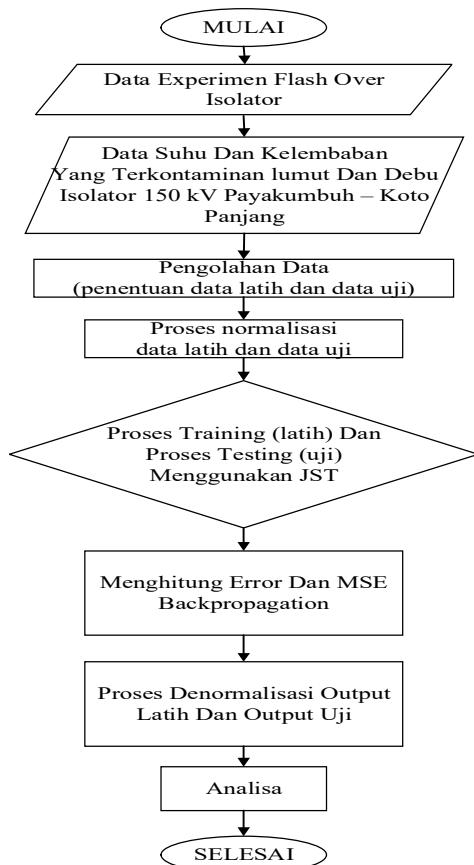 MULAI
Data Experimen Flash Over
Isolator
Data Suhu Dan Kelembaban
Yang Terkontaminan lumut Dan Debu
Isolator 150 kV Payakumbuh – Koto
Panjang
Pengolahan Data
(penentuan data latih dan data uji)
Proses normalisasi
data latih dan data uji
Proses Training (latih) Dan
Proses Testing (uji)
Menggunakan JST
Menghitung Error Dan MSE
Backpropagation
Proses Denormalisasi Output
Latih Dan Output Uji
Analisa
SELESAI